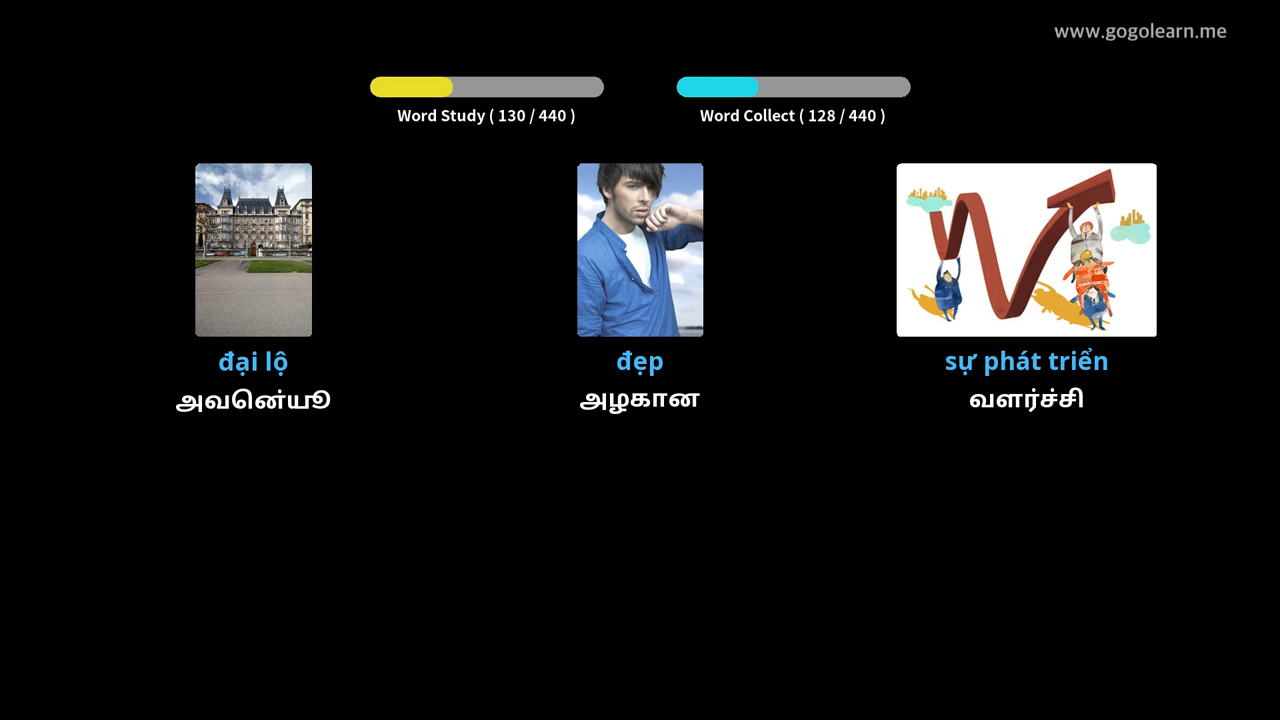 www.gogolearn.me
Word Study ( 130 / 440 )
Word Collect ( 128 / 440 )
đại lộ
đẹp
sự phát triển
அவனெ்யூ
அழகான
வளர்ச்சி